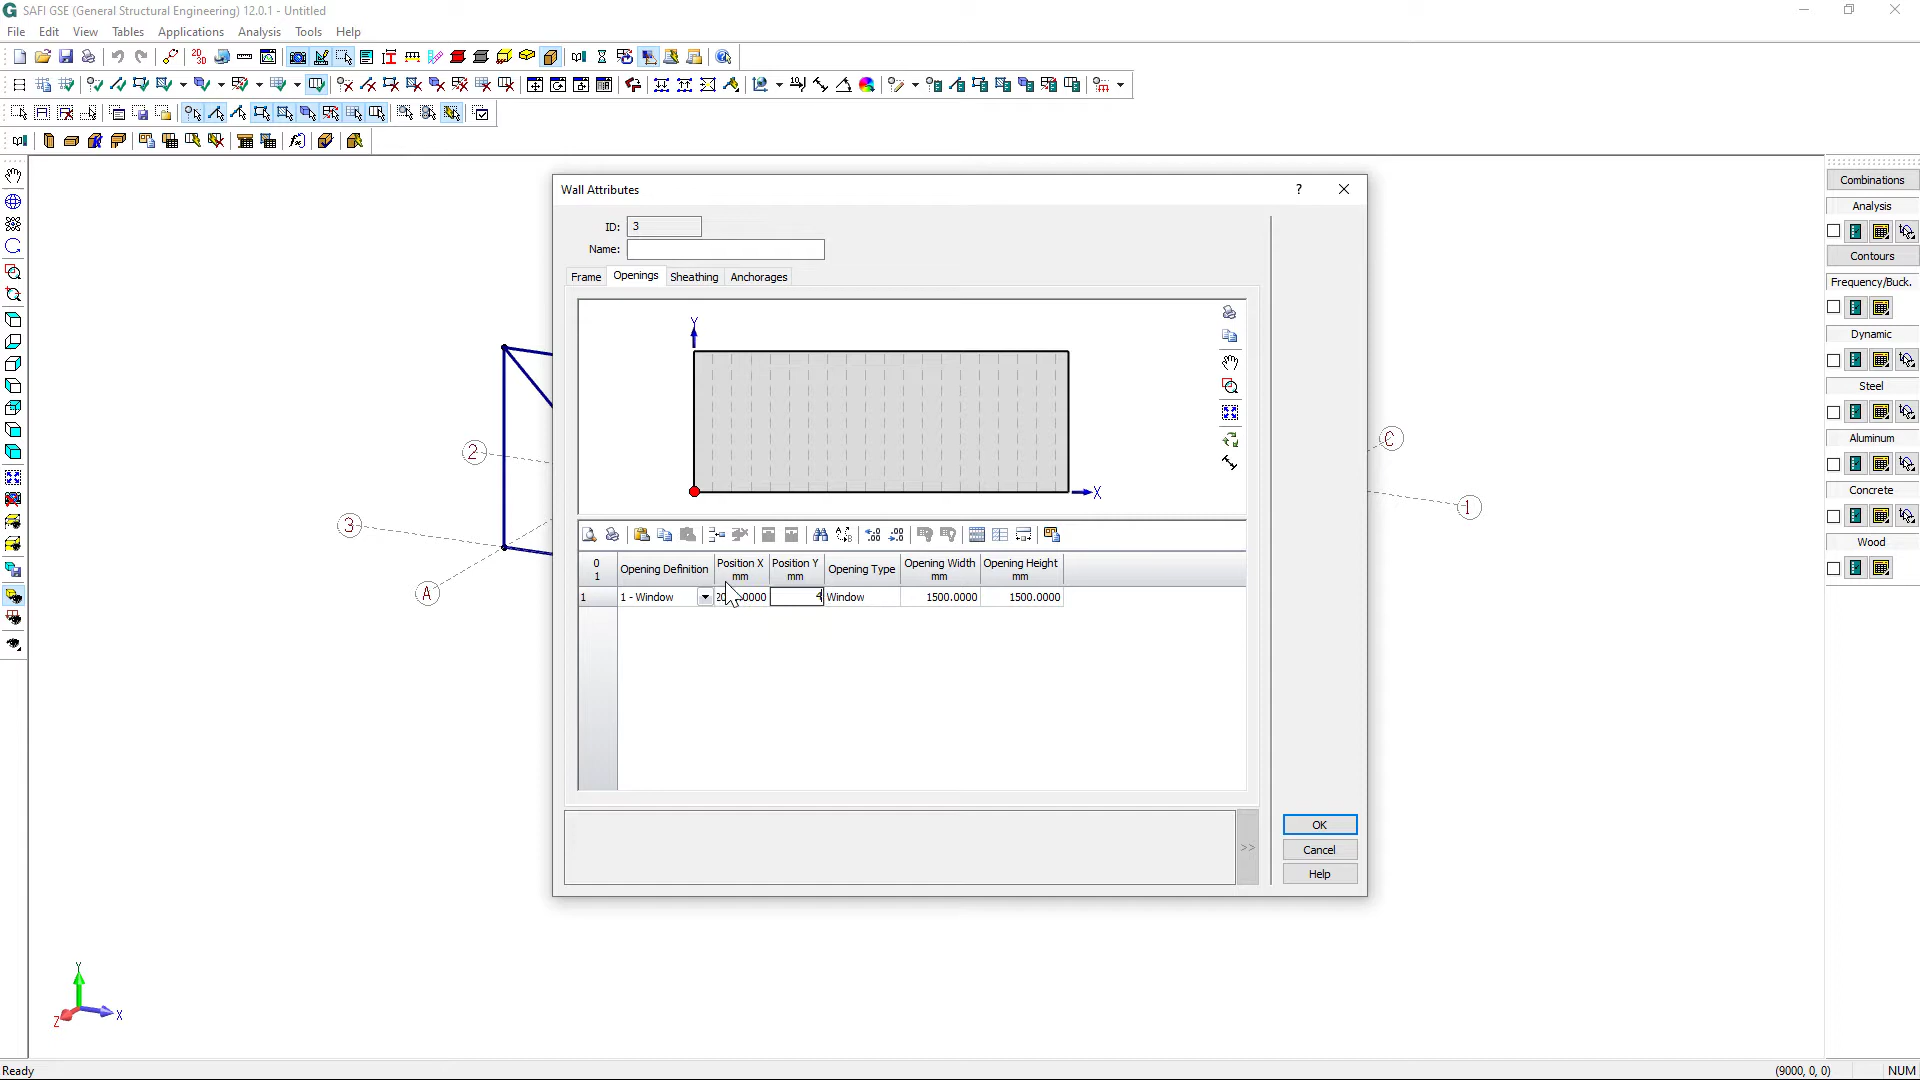 SAFI GSE (General Structural Engineering) 12.0.1 - Untitled
File Edit View Tables Applications Analysis Tools Help
Combinations
Analysis
Contours
Frequency/Buck.
Dynamic
Steel
Aluminum
Concrete
Wood
Wall Attributes
?
ID: 3
Name:
Frame Openings Sheathing Anchorages
Y
X
0
1
Opening Definition
Position X
mm
Position Y
mm
Opening Type
Opening Width
mm
Opening Height
mm
1 1 - Window 4 Window 1500.0000 1500.0000
>>
OK
Cancel
Help
2
3
A
C
1
Y
X
Z
Ready
(9000, 0, 0) NUM